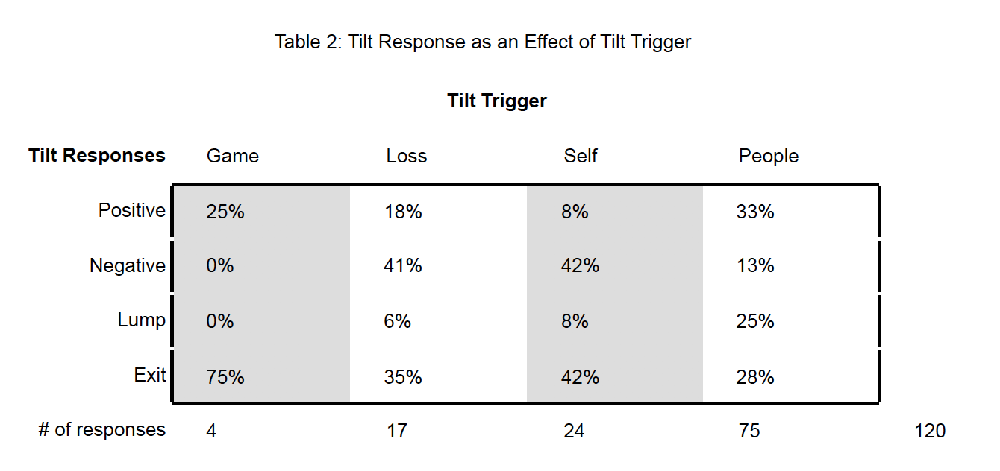 Table 2: Tilt Response as an Effect of Tilt Trigger
Tilt Trigger
Tilt Responses Game Loss Self People
Positive 25% 18% 8% 33%
Negative 0% 41% 42% 13%
Lump 0% 6% 8% 25%
Exit 75% 35% 42% 28%
# of responses 4 17 24 75 120